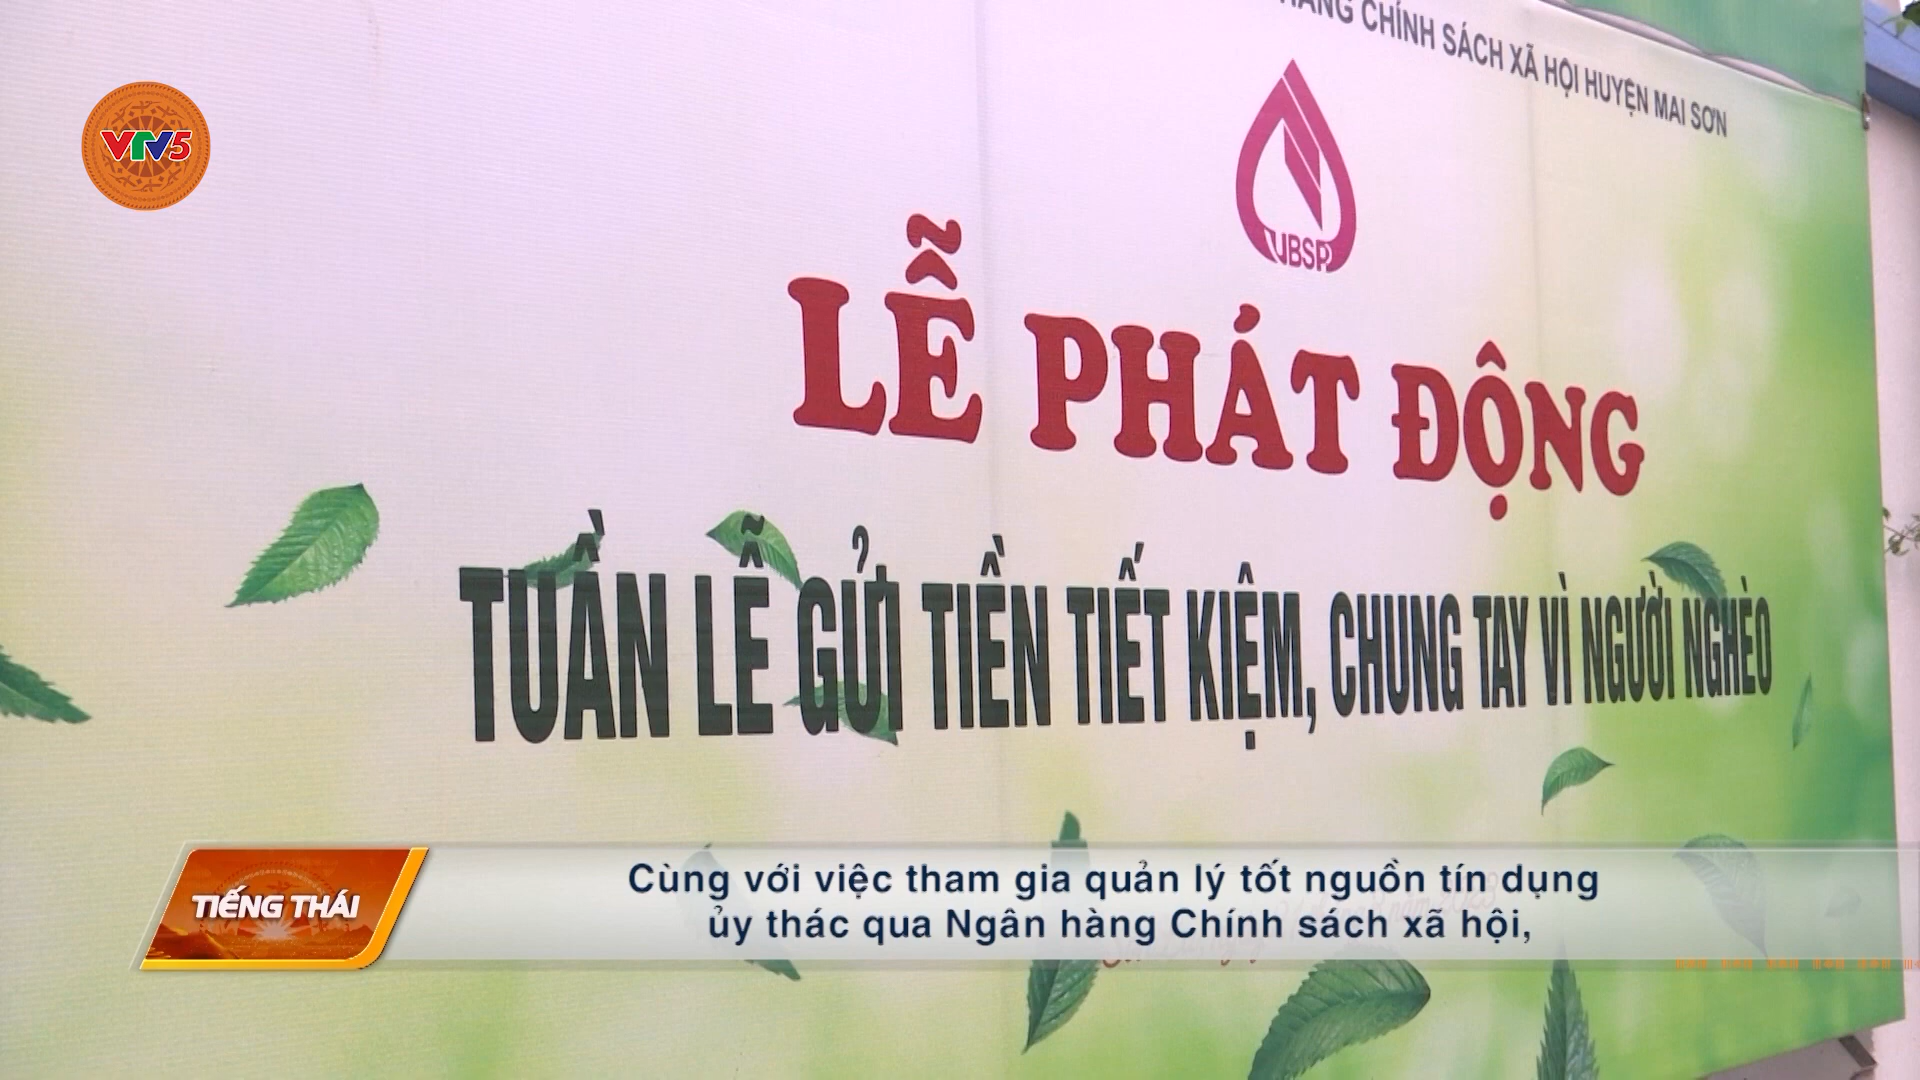 HÀNG CHÍNH SÁCH XÃ HỘI HUYỆN MAI SƠN
VTV5
VBSP
LỄ PHÁT ĐỘNG
TUẦN LỄ GỬI TIỀN TIẾT KIỆM, CHUNG TAY VÌ NGƯỜI NGHÈO
TIẾNG THÁI
Cùng với việc tham gia quản lý tốt nguồn tín dụng
ủy thác qua Ngân hàng Chính sách xã hội,